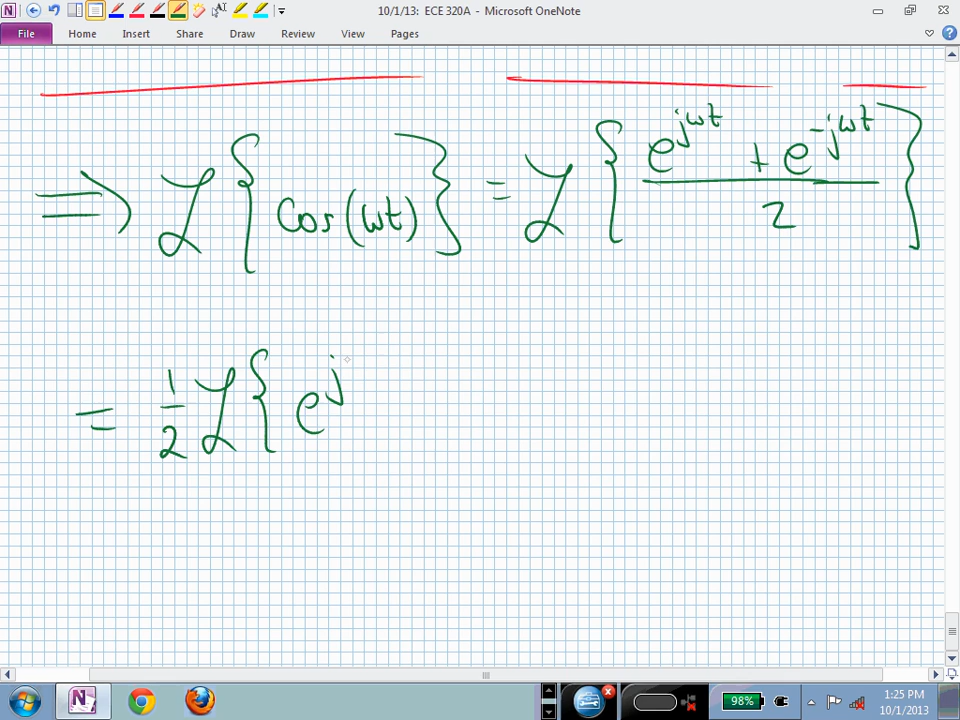 10/1/13: ECE 320A - Microsoft OneNote
File Home Insert Share Draw Review View Pages
⇒ ℒ{cos(ωt)} = ℒ{(e^{jωt} + e^{-jωt})/2}
= 1/2 ℒ{ e^{j
98% 1:25 PM
10/1/2013